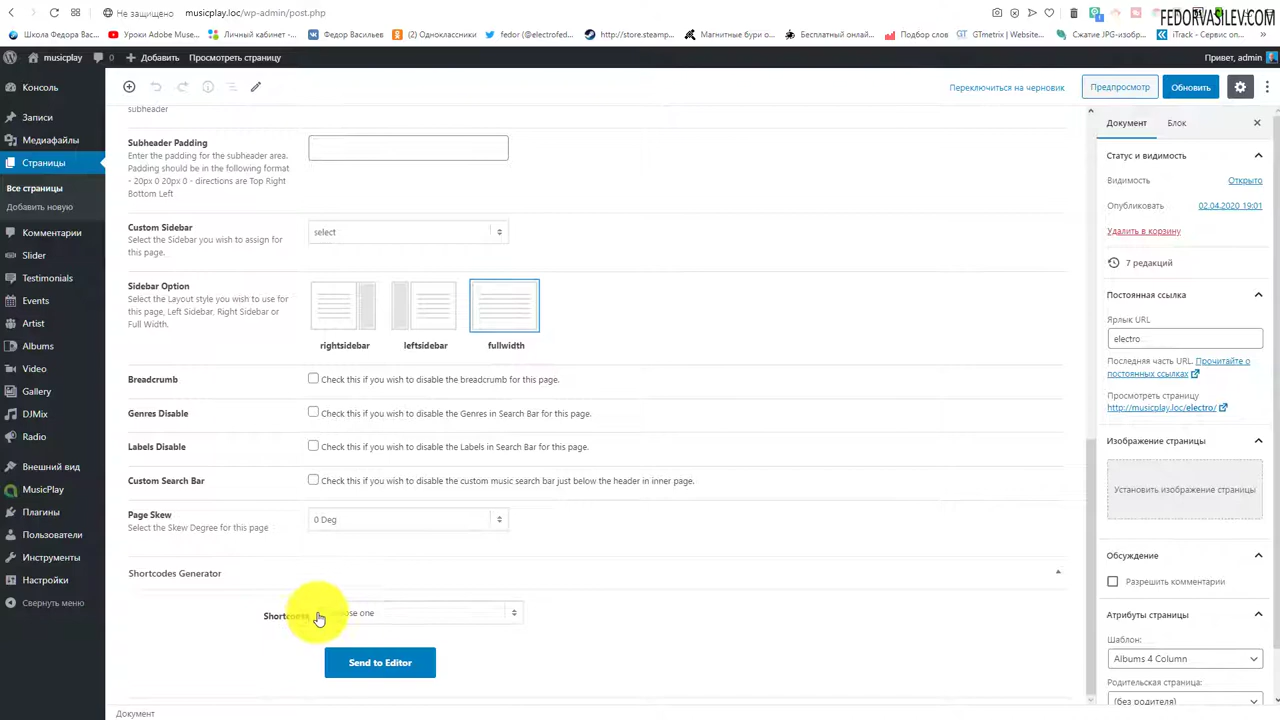 Не защищено musicplay.loc/wp-admin/post.php
FEDORVASILEV.COM
Школа Федора Вас... Уроки Adobe Muse... Личный кабинет -... Федор Васильев (2) Одноклассники fedor (@electrofed... http://store.steamp... Магнитные бури о... Бесплатный онлай... Подбор слов GTmetrix | Website... Сжатие JPG-изобр... iTrack - Сервис оп...
musicplay 0 Добавить Просмотреть страницу Привет, admin
Консоль
Записи
Медиафайлы
Страницы
Все страницы
Добавить новую
Комментарии
Slider
Testimonials
Events
Artist
Albums
Video
Gallery
DJMix
Radio
Внешний вид
MusicPlay
Плагины
Пользователи
Инструменты
Настройки
Свернуть меню
Переключиться на черновик Предпросмотр Обновить
subheader
Subheader Padding
Enter the padding for the subheader area.
Padding should be in the following format
- 20px 0 20px 0 - directions are Top Right
Bottom Left
Custom Sidebar
Select the Sidebar you wish to assign for
this page.
select
Sidebar Option
Select the Layout style you wish to use for
this page, Left Sidebar, Right Sidebar or
Full Width.
rightsidebar leftsidebar fullwidth
Breadcrumb Check this if you wish to disable the breadcrumb for this page.
Genres Disable Check this if you wish to disable the Genres in Search Bar for this page.
Labels Disable Check this if you wish to disable the Labels in Search Bar for this page.
Custom Search Bar Check this if you wish to disable the custom music search bar just below the header in inner page.
Page Skew
Select the Skew Degree for this page
0 Deg
Shortcodes Generator
one
Send to Editor
Документ
Документ Блок
Статус и видимость
Видимость Открыто
Опубликовать 02.04.2020 19:01
Удалить в корзину
7 редакций
Постоянная ссылка
Ярлык URL
electro
Последняя часть URL. Прочитайте о
постоянных ссылках
Просмотреть страницу
http://musicplay.loc/electro/
Изображение страницы
Установить изображение страницы
Обсуждение
Разрешить комментарии
Атрибуты страницы
Шаблон:
Albums 4 Column
Родительская страница:
(без родителя)